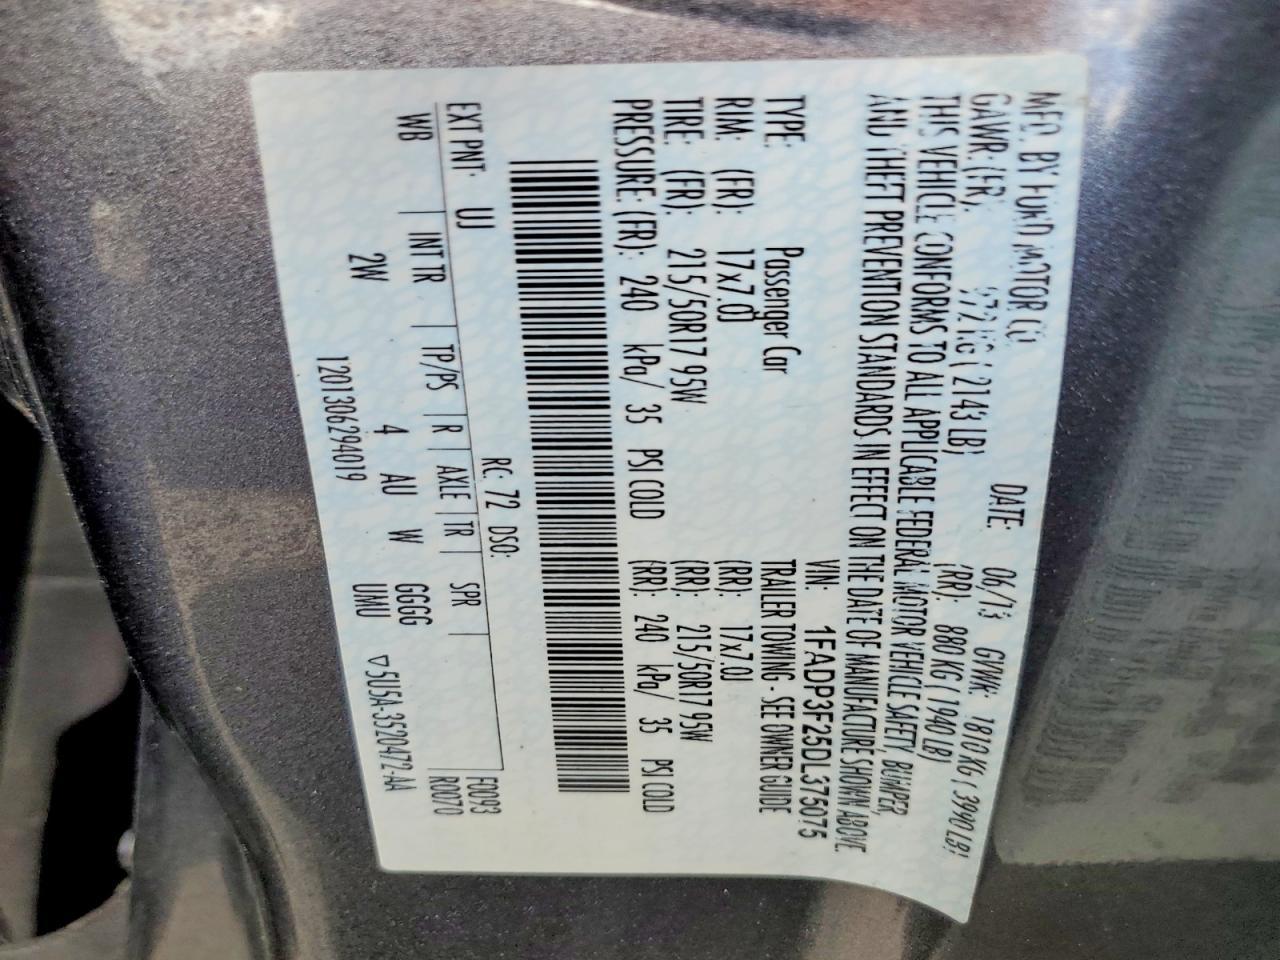 MFD. BY FORD MOTOR CO.
DATE: 06/13 GVWR: 1810KG ( 3990LB)
GAWR: (FR): 972 KG ( 2143 LB) (RR): 880 KG ( 1940 LB)
THIS VEHICLE CONFORMS TO ALL APPLICABLE FEDERAL MOTOR VEHICLE SAFETY, BUMPER,
AND THEFT PREVENTION STANDARDS IN EFFECT ON THE DATE OF MANUFACTURE SHOWN ABOVE.
VIN: 1FADP3F25DL375075
TYPE: Passenger Car TRAILER TOWING - SEE OWNER GUIDE
RIM: (FR): 17x7.0J (RR): 17x7.0J
TIRE: (FR): 215/50R17 95W (RR): 215/50R17 95W
PRESSURE: (FR): 240 kPa/ 35 PSI COLD (RR): 240 kPa/ 35 PSI COLD
RC: 72 DSO:
EXT PNT: UJ F0093
R0070
WB INT TR TP/PS R AXLE TR SPR
2W 4 AU W GGGG
UMU
1201306294019 ▽5U5A-3520472-AA